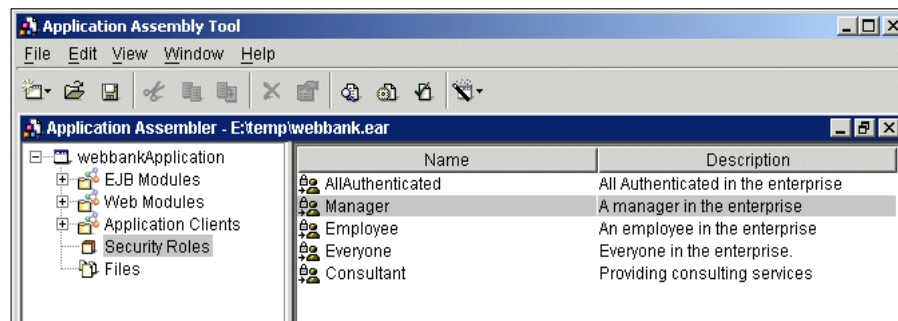 Application Assembly Tool
File Edit View Window Help
Application Assembler - E:\temp\webbank.ear
webbankApplication
EJB Modules
Web Modules
Application Clients
Security Roles
Files
Name Description
AllAuthenticated All Authenticated in the enterprise
Manager A manager in the enterprise
Employee An employee in the enterprise
Everyone Everyone in the enterprise.
Consultant Providing consulting services